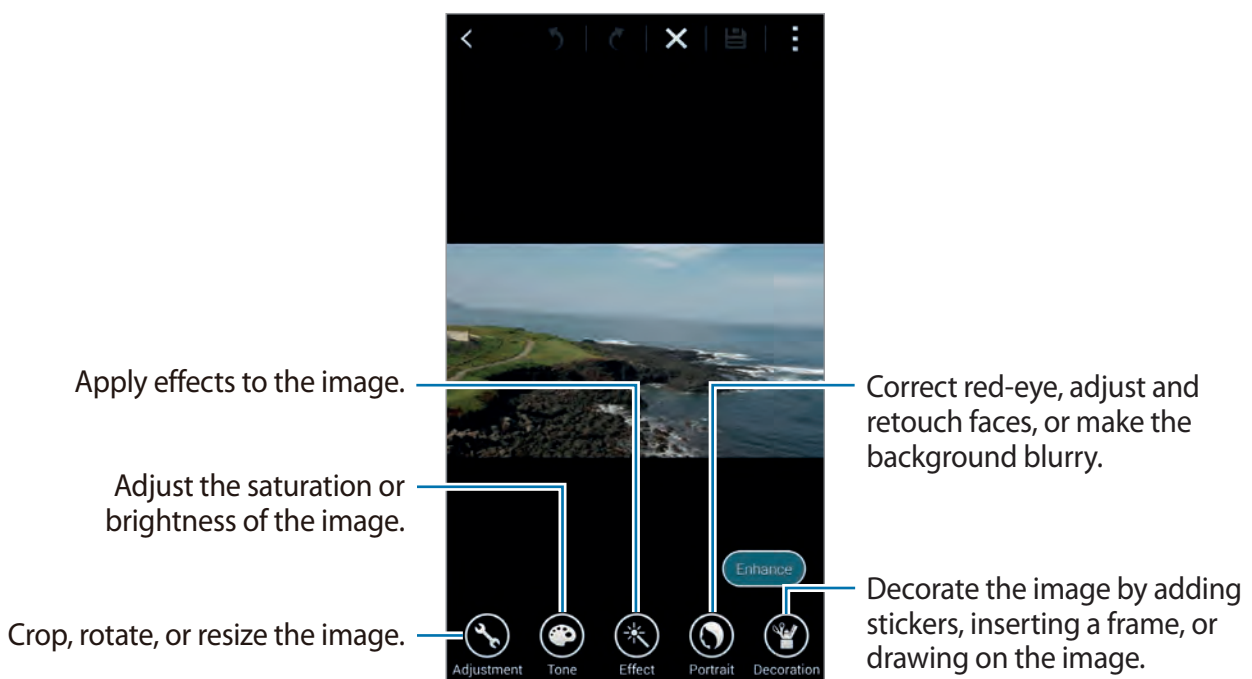 Apply effects to the image.
Adjust the saturation or
brightness of the image.
Crop, rotate, or resize the image.
Correct red-eye, adjust and
retouch faces, or make the
background blurry.
Enhance
Decorate the image by adding
stickers, inserting a frame, or
drawing on the image.
Adjustment
Tone
Effect
Portrait
Decoration